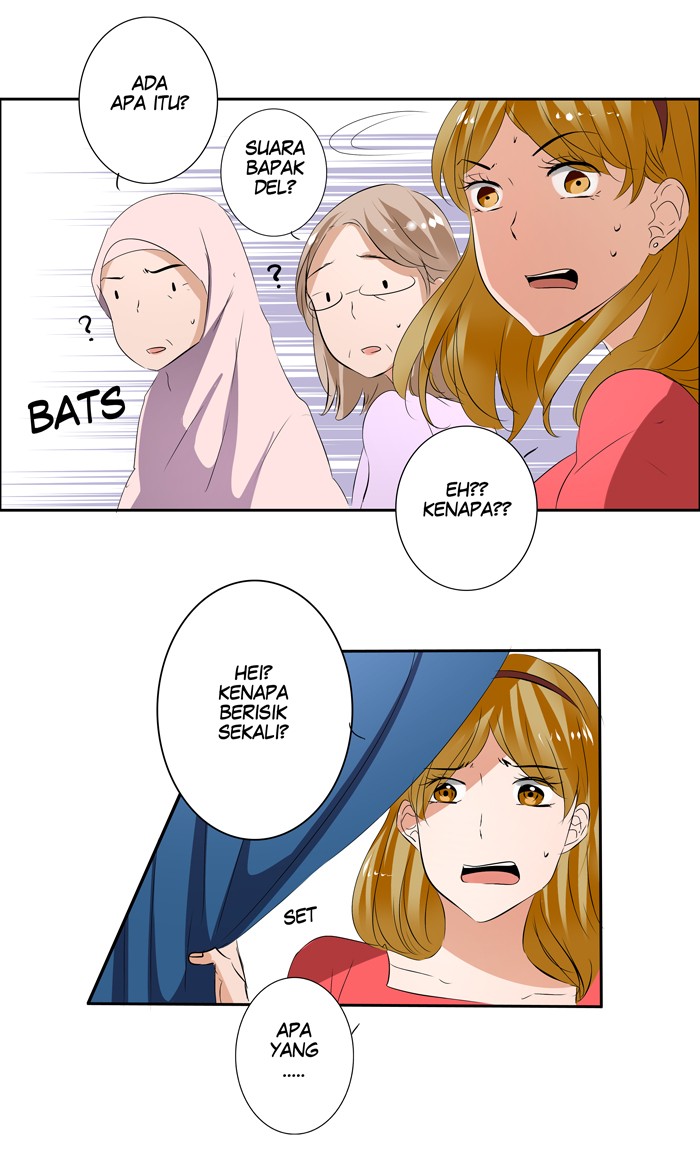 ADA
APA ITU?
SUARA
BAPAK
DEL?
?
?
BATS
EH??
KENAPA??
HEI?
KENAPA
BERISIK
SEKALI?
SET
APA
YANG
.....